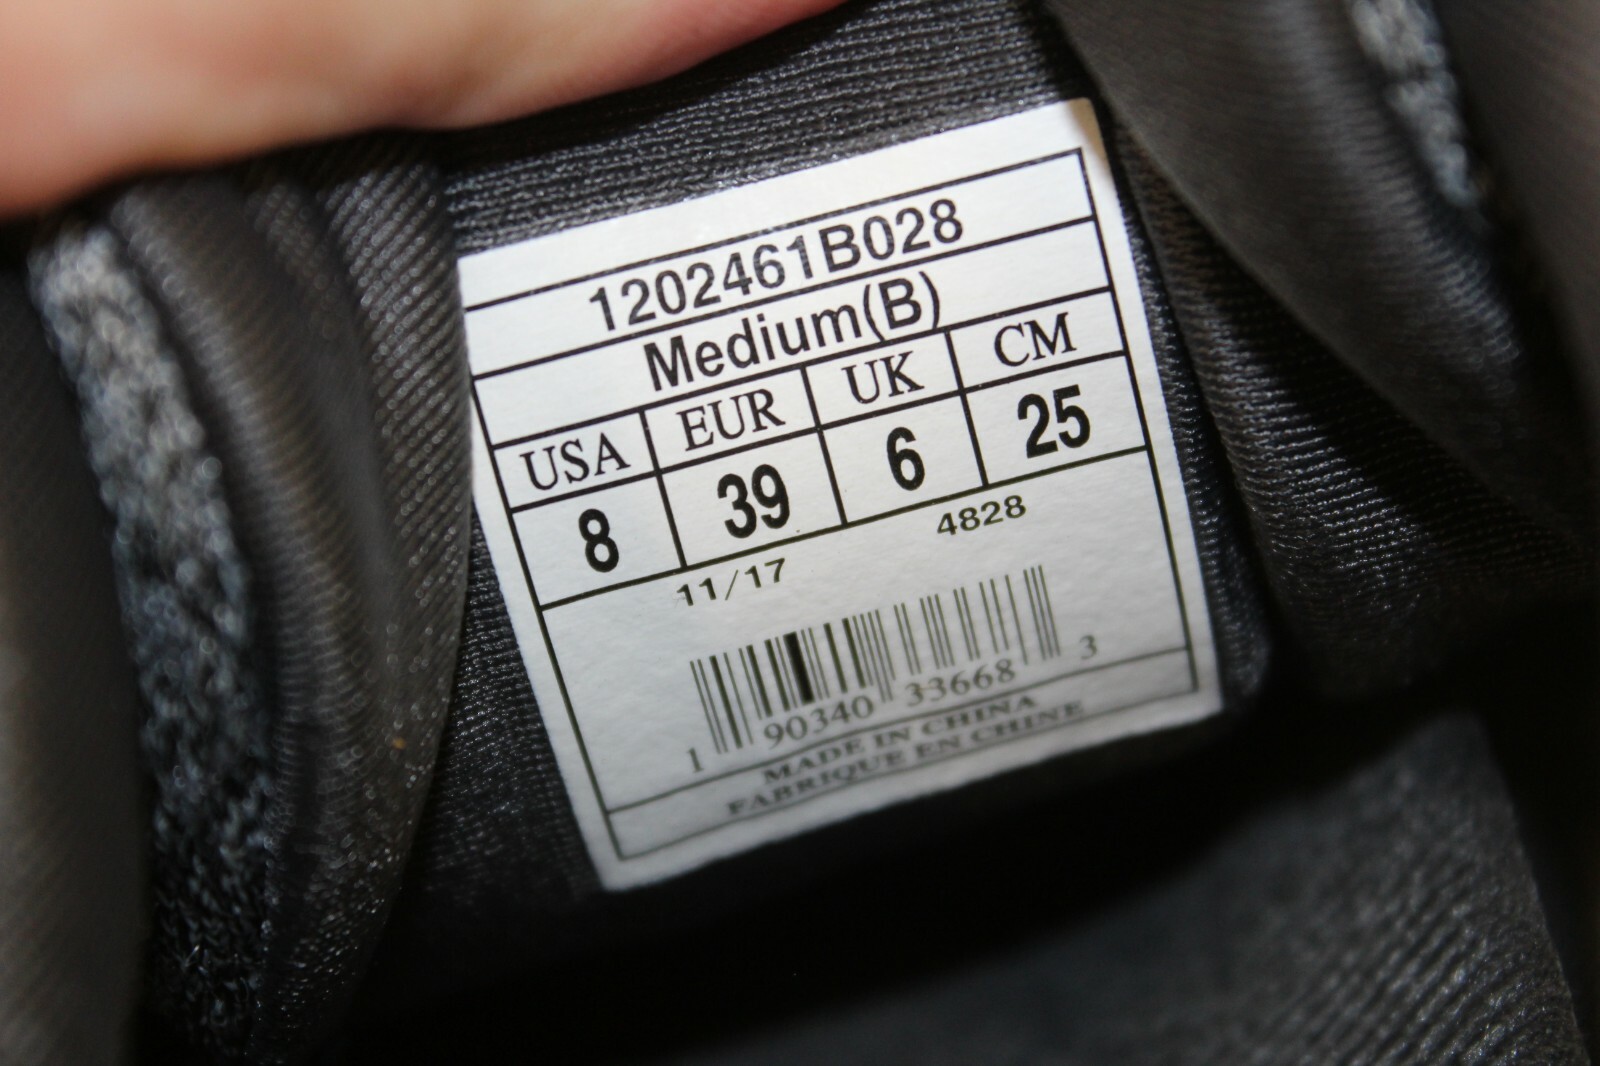 1202461B028
Medium(B)
USA EUR UK CM
8 39 6 25
11/17 4828
1 90340 33668 3
MADE IN CHINA
FABRIQUE EN CHINE